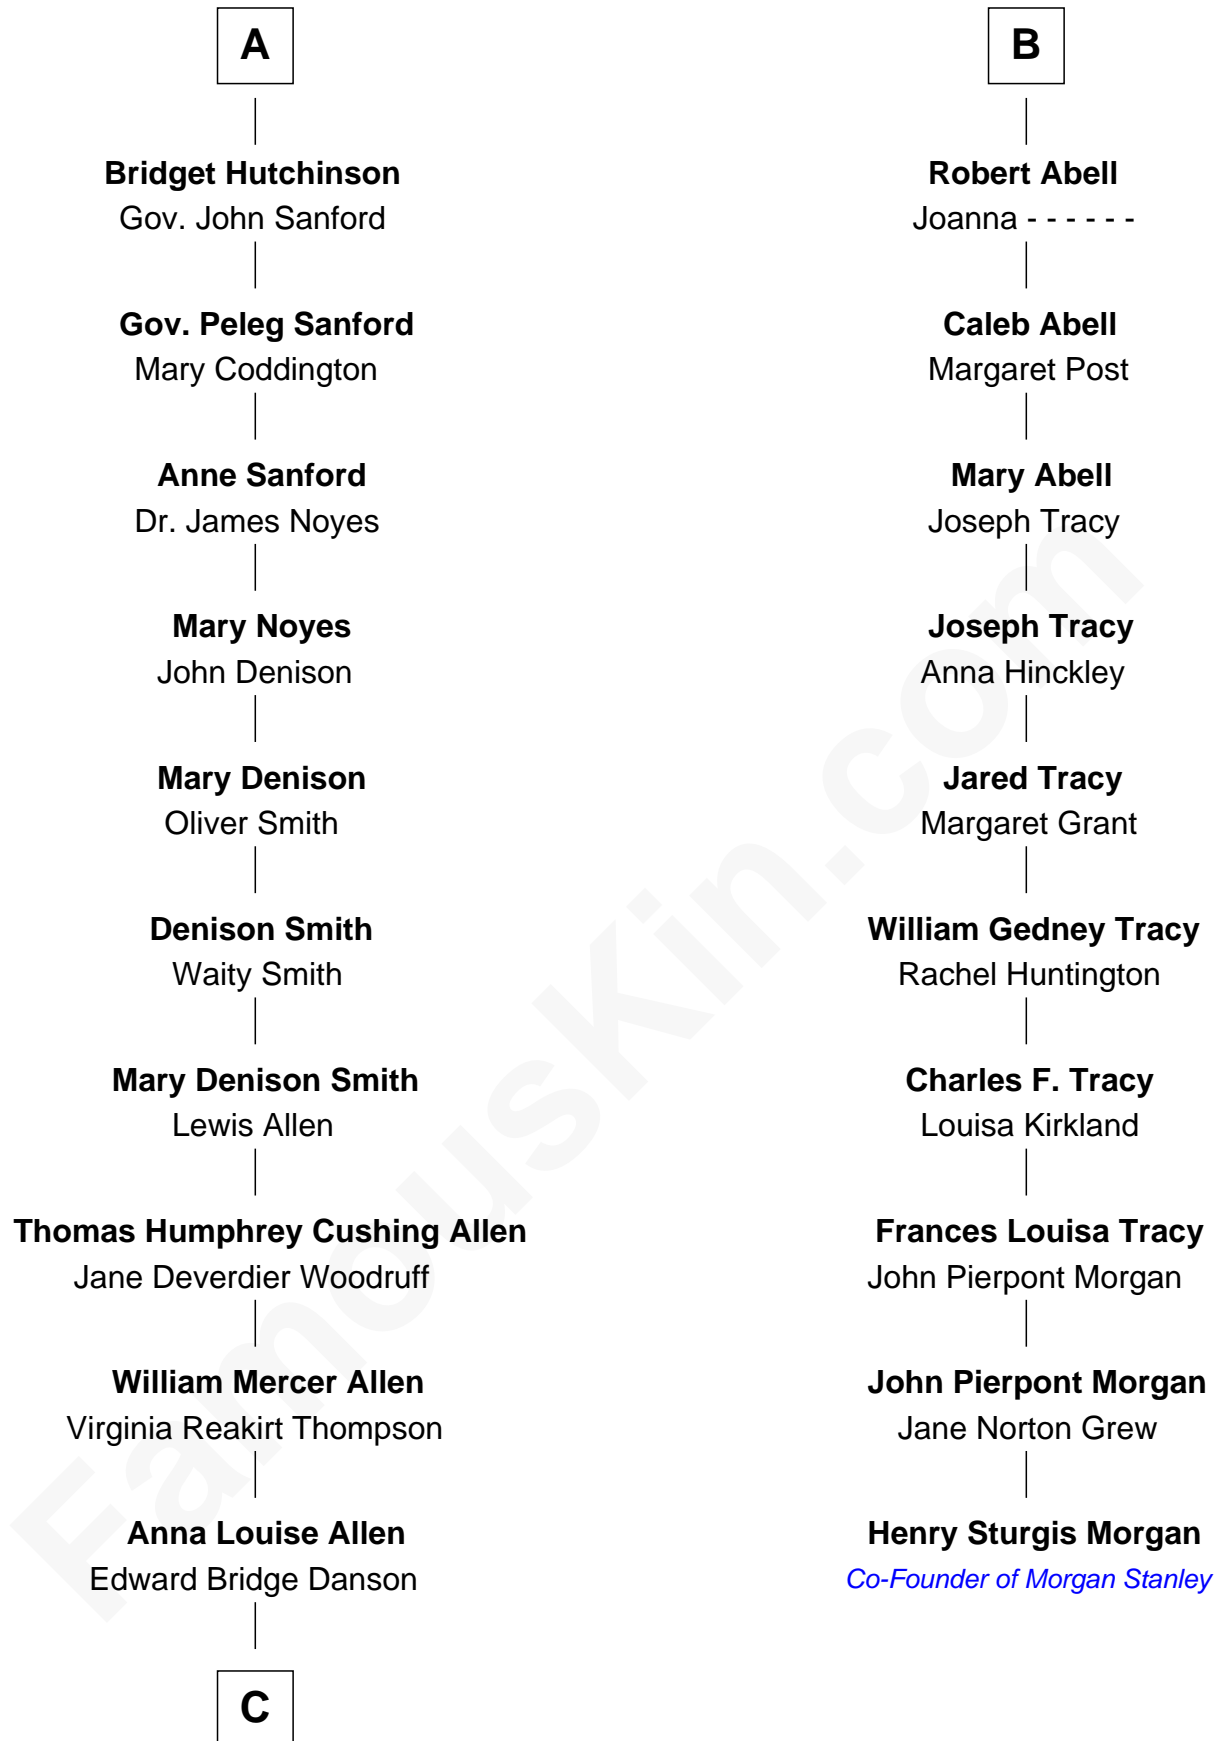 A
Bridget Hutchinson
Gov. John Sanford
Gov. Peleg Sanford
Mary Coddington
Anne Sanford
Dr. James Noyes
Mary Noyes
John Denison
Mary Denison
Oliver Smith
Denison Smith
Waity Smith
Mary Denison Smith
Lewis Allen
Thomas Humphrey Cushing Allen
Jane Deverdier Woodruff
William Mercer Allen
Virginia Reakirt Thompson
Anna Louise Allen
Edward Bridge Danson
C
B
Robert Abell
Joanna - - - - - -
Caleb Abell
Margaret Post
Mary Abell
Joseph Tracy
Joseph Tracy
Anna Hinckley
Jared Tracy
Margaret Grant
William Gedney Tracy
Rachel Huntington
Charles F. Tracy
Louisa Kirkland
Frances Louisa Tracy
John Pierpont Morgan
John Pierpont Morgan
Jane Norton Grew
Henry Sturgis Morgan
Co-Founder of Morgan Stanley
FamousKin.com